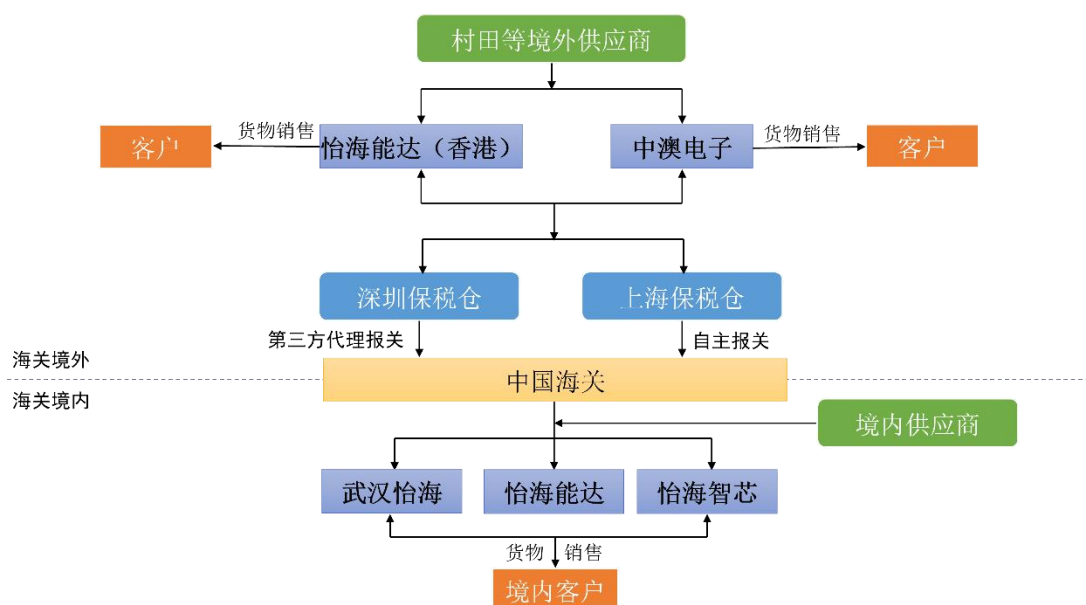 村田等境外供应商
客户
货物销售
怡海能达（香港）
中澳电子
货物销售
客户
深圳保税仓
上海保税仓
第三方代理报关
自主报关
海关境外
中国海关
海关境内
境内供应商
武汉怡海
怡海能达
怡海智芯
货物 销售
境内客户